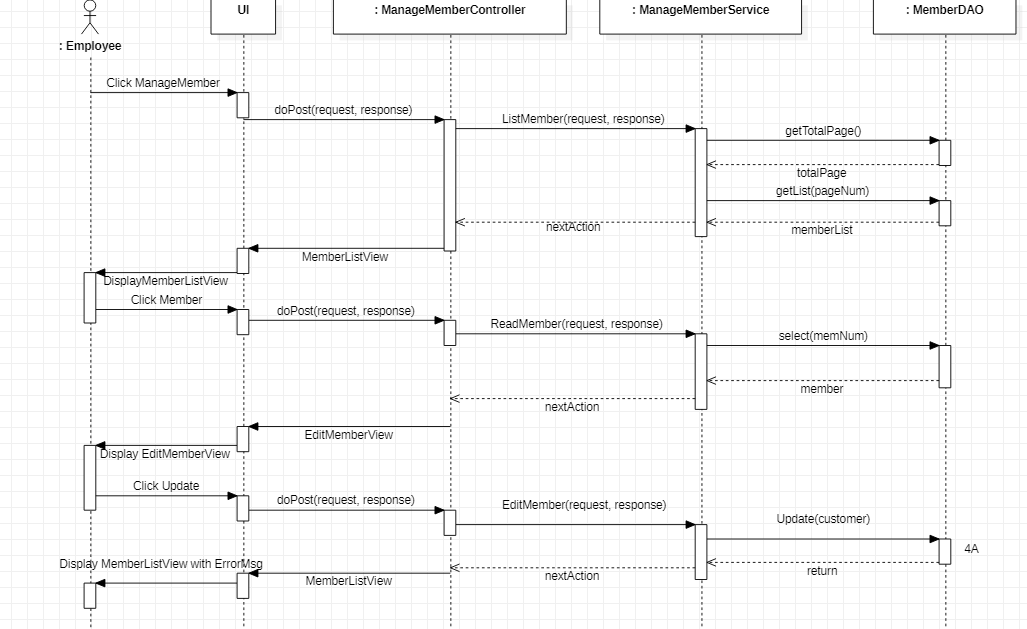 UI
: ManageMemberController
: ManageMemberService
: MemberDAO
: Employee
Click ManageMember
doPost(request, response)
ListMember(request, response)
getTotalPage()
totalPage
getList(pageNum)
nextAction
memberList
MemberListView
DisplayMemberListView
Click Member
doPost(request, response)
ReadMember(request, response)
select(memNum)
member
nextAction
EditMemberView
Display EditMemberView
Click Update
doPost(request, response)
EditMember(request, response)
Update(customer)
4A
Display MemberListView with ErrorMsg
return
nextAction
MemberListView